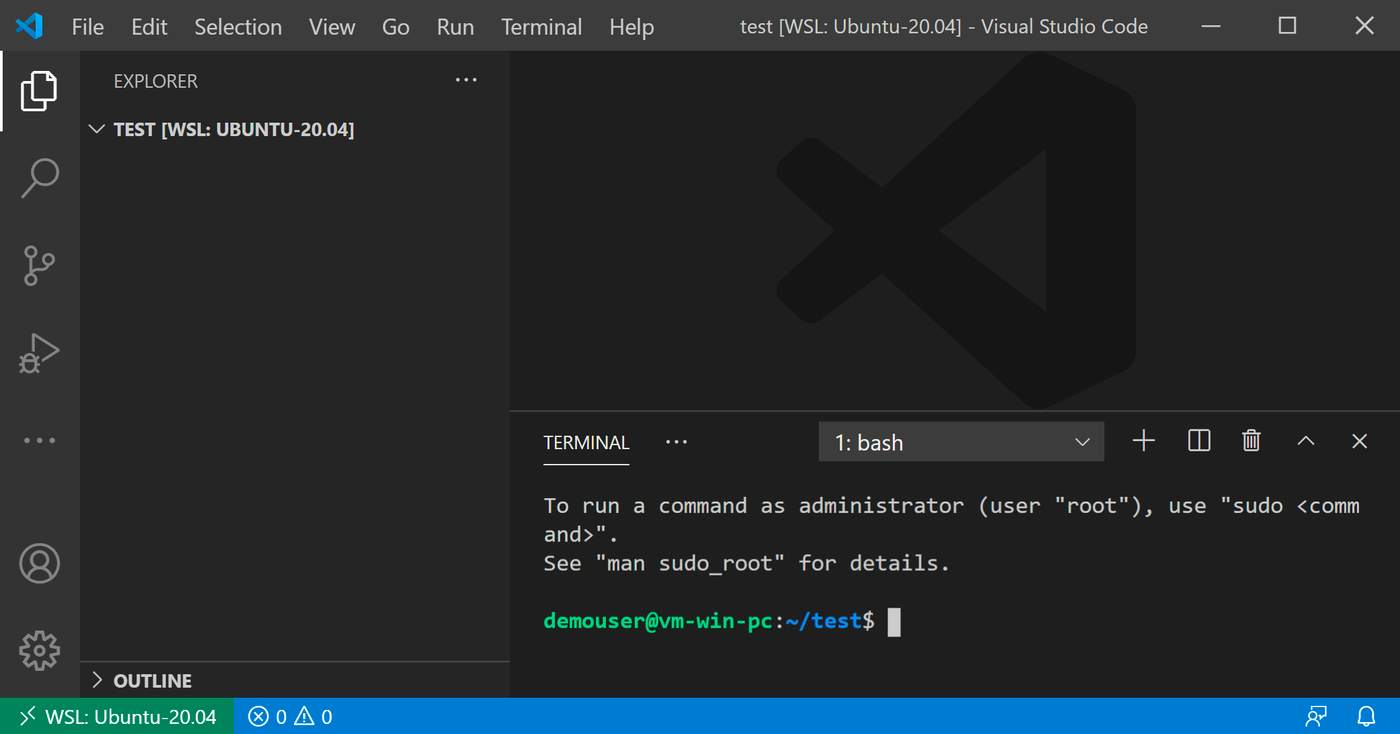 File Edit Selection View Go Run Terminal Help test [WSL: Ubuntu-20.04] - Visual Studio Code
EXPLORER
TEST [WSL: UBUNTU-20.04]
OUTLINE
TERMINAL 1: bash
To run a command as administrator (user "root"), use "sudo <comm
and>".
See "man sudo_root" for details.
demouser@vm-win-pc:~/test$
WSL: Ubuntu-20.04 0 0